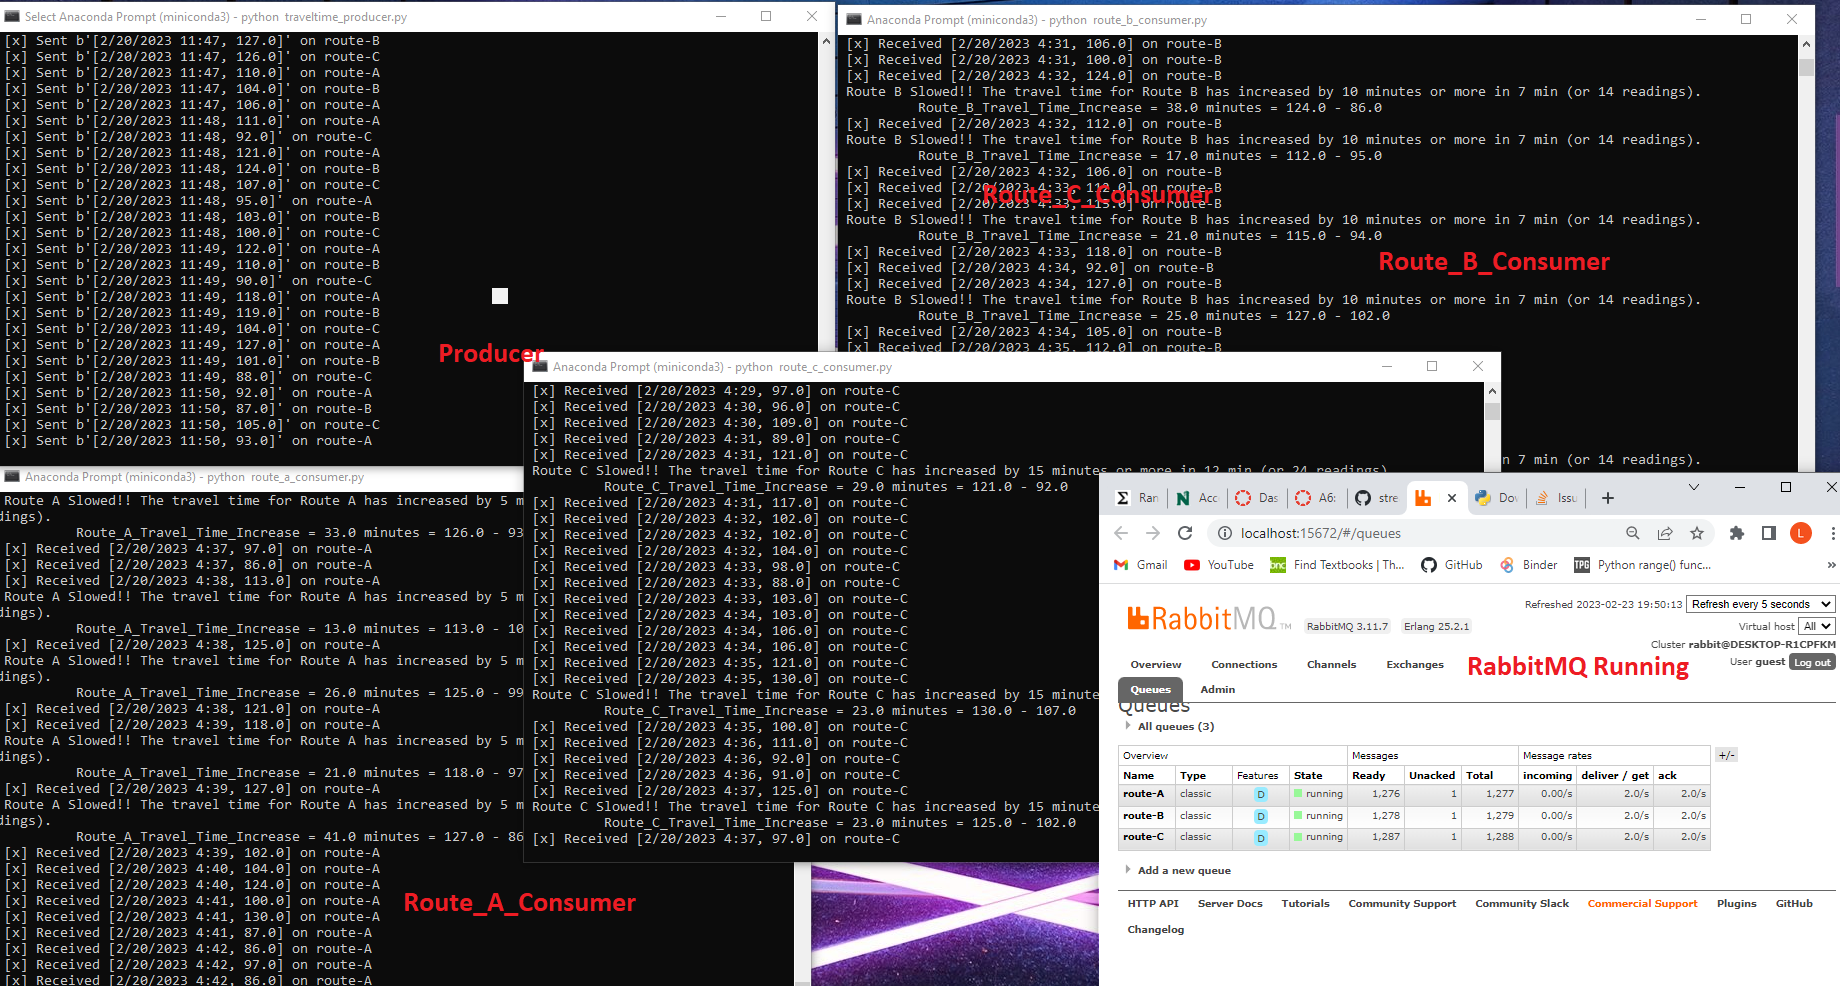 Select Anaconda Prompt (miniconda3) - python  traveltime_producer.py
[x] Sent b'[2/20/2023 11:47, 127.0]' on route-B
[x] Sent b'[2/20/2023 11:47, 126.0]' on route-C
[x] Sent b'[2/20/2023 11:47, 110.0]' on route-A
[x] Sent b'[2/20/2023 11:47, 104.0]' on route-B
[x] Sent b'[2/20/2023 11:47, 106.0]' on route-A
[x] Sent b'[2/20/2023 11:48, 111.0]' on route-A
[x] Sent b'[2/20/2023 11:48, 92.0]' on route-C
[x] Sent b'[2/20/2023 11:48, 121.0]' on route-A
[x] Sent b'[2/20/2023 11:48, 124.0]' on route-B
[x] Sent b'[2/20/2023 11:48, 107.0]' on route-C
[x] Sent b'[2/20/2023 11:48, 95.0]' on route-A
[x] Sent b'[2/20/2023 11:48, 103.0]' on route-B
[x] Sent b'[2/20/2023 11:48, 100.0]' on route-C
[x] Sent b'[2/20/2023 11:49, 122.0]' on route-A
[x] Sent b'[2/20/2023 11:49, 110.0]' on route-B
[x] Sent b'[2/20/2023 11:49, 90.0]' on route-C
[x] Sent b'[2/20/2023 11:49, 118.0]' on route-A
[x] Sent b'[2/20/2023 11:49, 119.0]' on route-B
[x] Sent b'[2/20/2023 11:49, 104.0]' on route-C
[x] Sent b'[2/20/2023 11:49, 127.0]' on route-A
[x] Sent b'[2/20/2023 11:49, 101.0]' on route-B
[x] Sent b'[2/20/2023 11:49, 88.0]' on route-C
[x] Sent b'[2/20/2023 11:50, 92.0]' on route-A
[x] Sent b'[2/20/2023 11:50, 87.0]' on route-B
[x] Sent b'[2/20/2023 11:50, 105.0]' on route-C
[x] Sent b'[2/20/2023 11:50, 93.0]' on route-A
Producer
Anaconda Prompt (miniconda3) - python  route_b_consumer.py
[x] Received [2/20/2023 4:31, 106.0] on route-B
[x] Received [2/20/2023 4:31, 100.0] on route-B
[x] Received [2/20/2023 4:32, 124.0] on route-B
Route B Slowed!! The travel time for Route B has increased by 10 minutes or more in 7 min (or 14 readings).
Route_B_Travel_Time_Increase = 38.0 minutes = 124.0 - 86.0
[x] Received [2/20/2023 4:32, 112.0] on route-B
Route B Slowed!! The travel time for Route B has increased by 10 minutes or more in 7 min (or 14 readings).
Route_B_Travel_Time_Increase = 17.0 minutes = 112.0 - 95.0
[x] Received [2/20/2023 4:32, 106.0] on route-B
[x] Received [2/20/2023 4:33, 112.0] on route-B
Route_C_Consumer
[x] Received [2/20/2023 4:33, 115.0] on route-B
Route B Slowed!! The travel time for Route B has increased by 10 minutes or more in 7 min (or 14 readings).
Route_B_Travel_Time_Increase = 21.0 minutes = 115.0 - 94.0
[x] Received [2/20/2023 4:33, 118.0] on route-B
[x] Received [2/20/2023 4:34, 92.0] on route-B
[x] Received [2/20/2023 4:34, 127.0] on route-B
Route_B_Consumer
Route B Slowed!! The travel time for Route B has increased by 10 minutes or more in 7 min (or 14 readings).
Route_B_Travel_Time_Increase = 25.0 minutes = 127.0 - 102.0
[x] Received [2/20/2023 4:34, 105.0] on route-B
[x] Received [2/20/2023 4:35, 112.0] on route-B
n 7 min (or 14 readings).
Anaconda Prompt (miniconda3) - python  route_c_consumer.py
[x] Received [2/20/2023 4:29, 97.0] on route-C
[x] Received [2/20/2023 4:30, 96.0] on route-C
[x] Received [2/20/2023 4:30, 109.0] on route-C
[x] Received [2/20/2023 4:31, 89.0] on route-C
[x] Received [2/20/2023 4:31, 121.0] on route-C
Route C Slowed!! The travel time for Route C has increased by 15 minutes or more in 12 min (or 24 readings).
Route_C_Travel_Time_Increase = 29.0 minutes = 121.0 - 92.0
[x] Received [2/20/2023 4:31, 117.0] on route-C
[x] Received [2/20/2023 4:32, 102.0] on route-C
[x] Received [2/20/2023 4:32, 102.0] on route-C
[x] Received [2/20/2023 4:32, 104.0] on route-C
[x] Received [2/20/2023 4:33, 98.0] on route-C
[x] Received [2/20/2023 4:33, 88.0] on route-C
[x] Received [2/20/2023 4:33, 103.0] on route-C
[x] Received [2/20/2023 4:34, 103.0] on route-C
[x] Received [2/20/2023 4:34, 106.0] on route-C
[x] Received [2/20/2023 4:34, 106.0] on route-C
[x] Received [2/20/2023 4:35, 121.0] on route-C
[x] Received [2/20/2023 4:35, 130.0] on route-C
Route C Slowed!! The travel time for Route C has increased by 15 minute
Route_C_Travel_Time_Increase = 23.0 minutes = 130.0 - 107.0
[x] Received [2/20/2023 4:35, 100.0] on route-C
[x] Received [2/20/2023 4:36, 111.0] on route-C
[x] Received [2/20/2023 4:36, 92.0] on route-C
[x] Received [2/20/2023 4:36, 91.0] on route-C
[x] Received [2/20/2023 4:37, 125.0] on route-C
Route C Slowed!! The travel time for Route C has increased by 15 minute
Route_C_Travel_Time_Increase = 23.0 minutes = 125.0 - 102.0
[x] Received [2/20/2023 4:37, 97.0] on route-C
Anaconda Prompt (miniconda3) - python  route_a_consumer.py
Route A Slowed!! The travel time for Route A has increased by 5 m
dings).
Route_A_Travel_Time_Increase = 33.0 minutes = 126.0 - 93
[x] Received [2/20/2023 4:37, 97.0] on route-A
[x] Received [2/20/2023 4:37, 86.0] on route-A
[x] Received [2/20/2023 4:38, 113.0] on route-A
Route A Slowed!! The travel time for Route A has increased by 5 m
dings).
Route_A_Travel_Time_Increase = 13.0 minutes = 113.0 - 10
[x] Received [2/20/2023 4:38, 125.0] on route-A
Route A Slowed!! The travel time for Route A has increased by 5 m
dings).
Route_A_Travel_Time_Increase = 26.0 minutes = 125.0 - 99
[x] Received [2/20/2023 4:38, 121.0] on route-A
[x] Received [2/20/2023 4:39, 118.0] on route-A
Route A Slowed!! The travel time for Route A has increased by 5 m
dings).
Route_A_Travel_Time_Increase = 21.0 minutes = 118.0 - 97
[x] Received [2/20/2023 4:39, 127.0] on route-A
Route A Slowed!! The travel time for Route A has increased by 5 m
dings).
Route_A_Travel_Time_Increase = 41.0 minutes = 127.0 - 86
[x] Received [2/20/2023 4:39, 102.0] on route-A
[x] Received [2/20/2023 4:40, 104.0] on route-A
[x] Received [2/20/2023 4:40, 124.0] on route-A
[x] Received [2/20/2023 4:41, 100.0] on route-A
[x] Received [2/20/2023 4:41, 130.0] on route-A
[x] Received [2/20/2023 4:41, 87.0] on route-A
[x] Received [2/20/2023 4:42, 86.0] on route-A
[x] Received [2/20/2023 4:42, 97.0] on route-A
[x] Received [2/20/2023 4:42, 86.0] on route-A
Route_A_Consumer
Ran Acc Das A6: stre Do Issu
localhost:15672/#/queues
L
Gmail YouTube bnc Find Textbooks | Th... GitHub Binder TPG Python range() func... »
RabbitMQ TM RabbitMQ 3.11.7 Erlang 25.2.1
Refreshed 2023-02-23 19:50:13 Refresh every 5 seconds
Virtual host All
Cluster rabbit@DESKTOP-R1CPFKM
User guest Log out
Overview Connections Channels Exchanges
RabbitMQ Running
Queues Admin
Queues
All queues (3)
Overview Messages Message rates +/-
Name Type Features State Ready Unacked Total incoming deliver / get ack
route-A classic D running 1,276 1 1,277 0.00/s 2.0/s 2.0/s
route-B classic D running 1,278 1 1,279 0.00/s 2.0/s 2.0/s
route-C classic D running 1,287 1 1,288 0.00/s 2.0/s 2.0/s
Add a new queue
HTTP API Server Docs Tutorials Community Support Community Slack Commercial Support Plugins GitHub
Changelog